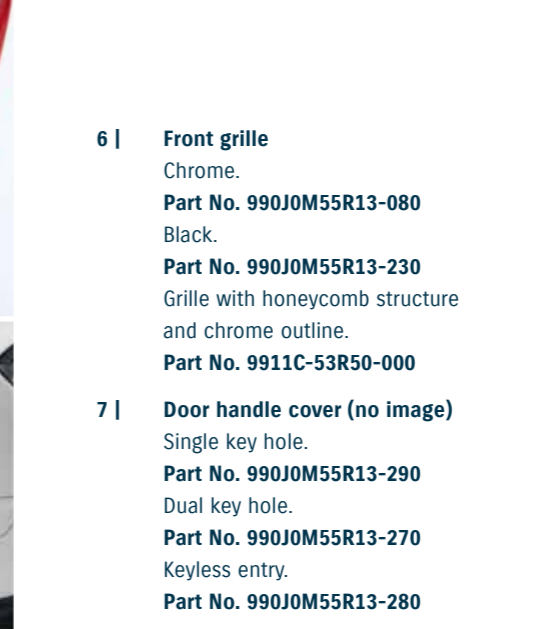 6 | Front grille
Chrome.
Part No. 990J0M55R13-080
Black.
Part No. 990J0M55R13-230
Grille with honeycomb structure
and chrome outline.
Part No. 9911C-53R50-000
7 | Door handle cover (no image)
Single key hole.
Part No. 990J0M55R13-290
Dual key hole.
Part No. 990J0M55R13-270
Keyless entry.
Part No. 990J0M55R13-280